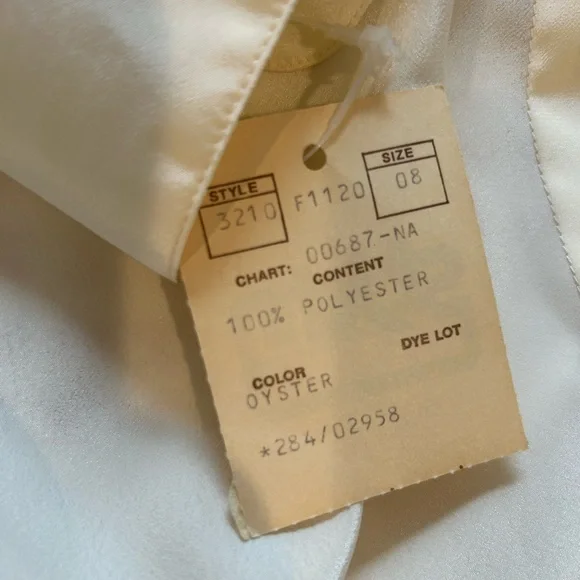 STYLE SIZE
3210 F1120 08
CHART: 00687-NA
CONTENT
100% POLYESTER
DYE LOT
COLOR
OYSTER
*284/02958